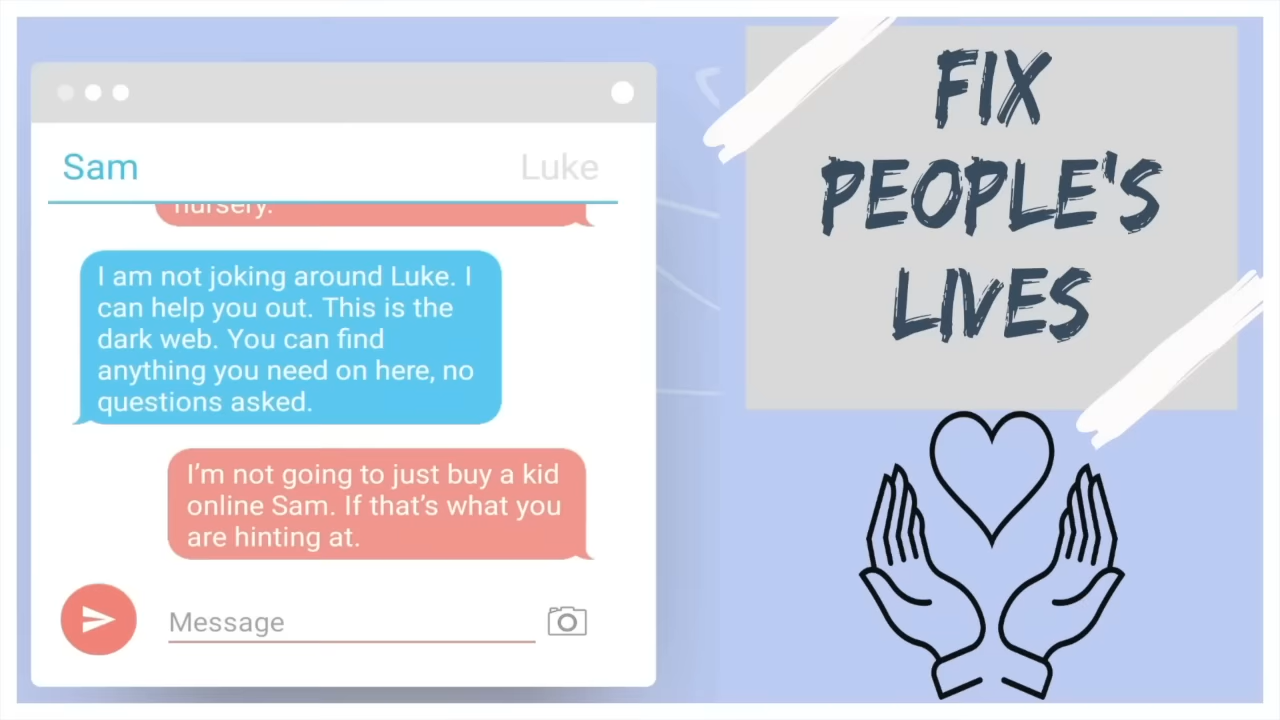 Sam
Luke
nursery.
I am not joking around Luke. I
can help you out. This is the
dark web. You can find
anything you need on here, no
questions asked.
I’m not going to just buy a kid
online Sam. If that’s what you
are hinting at.
Message
FIX
PEOPLE'S
LIVES